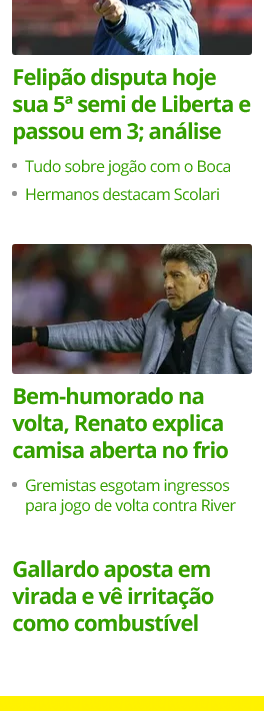 Felipão disputa hoje
sua 5ª semi de Liberta e
passou em 3; análise
Tudo sobre jogão com o Boca
Hermanos destacam Scolari
Bem-humorado na
volta, Renato explica
camisa aberta no frio
Gremistas esgotam ingressos
para jogo de volta contra River
Gallardo aposta em
virada e vê irritação
como combustível